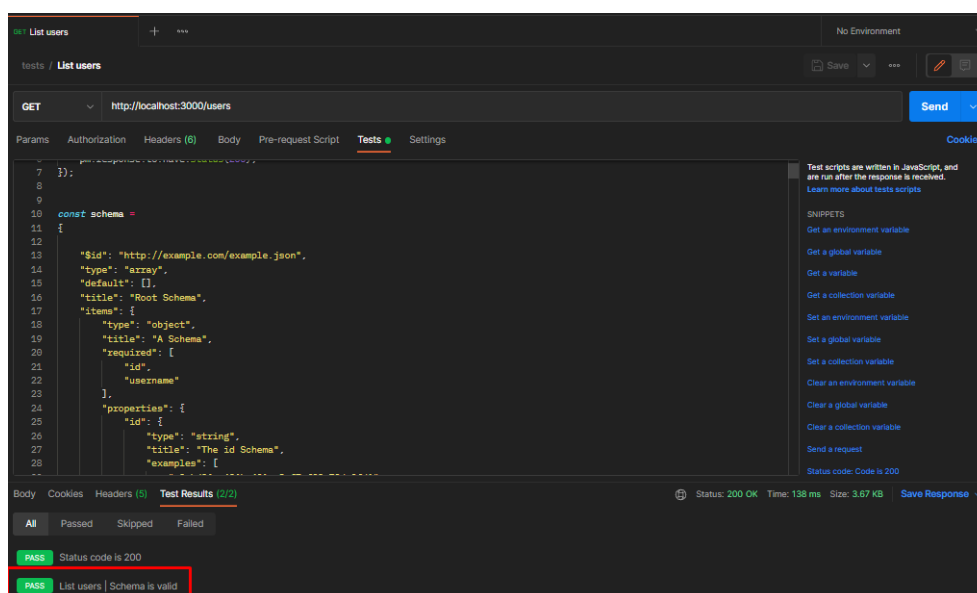 GET List users
+
No Environment
tests / List users
Save
GET
http://localhost:3000/users
Send
Params Authorization Headers (6) Body Pre-request Script Tests Settings
Cookie
7 });
8
9
10 const schema =
11 {
12
13 "$id": "http://example.com/example.json",
14 "type": "array",
15 "default": [],
16 "title": "Root Schema",
17 "items": {
18 "type": "object",
19 "title": "A Schema",
20 "required": [
21 "id",
22 "username"
23 ],
24 "properties": {
25 "id": {
26 "type": "string",
27 "title": "The id Schema",
28 "examples": [
Test scripts are written in JavaScript, and
are run after the response is received.
Learn more about tests scripts
SNIPPETS
Get an environment variable
Get a global variable
Get a variable
Get a collection variable
Set an environment variable
Set a global variable
Set a collection variable
Clear an environment variable
Clear a global variable
Clear a collection variable
Send a request
Status code: Code is 200
Body Cookies Headers (5) Test Results (2/2)
Status: 200 OK Time: 138 ms Size: 3.67 KB Save Response
All Passed Skipped Failed
PASS Status code is 200
PASS List users | Schema is valid